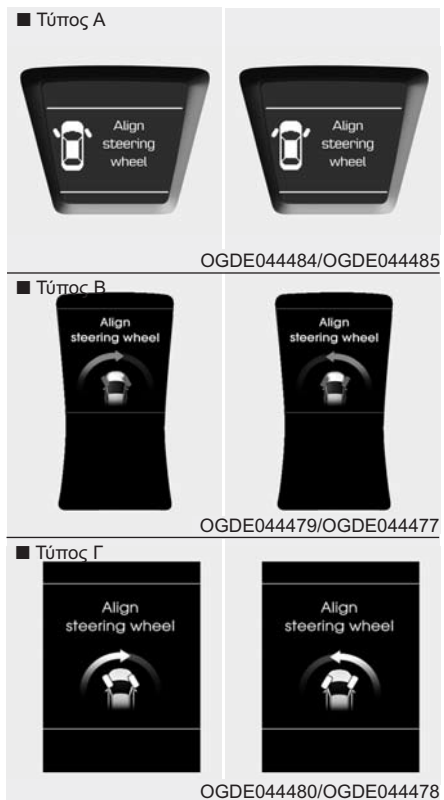 ■ Τύπος Α
Align
steering
wheel
Align
steering
wheel
OGDE044484/OGDE044485
■ Τύπος Β
Align
steering wheel
Align
steering wheel
OGDE044479/OGDE044477
■ Τύπος Γ
Align
steering wheel
Align
steering wheel
OGDE044480/OGDE044478